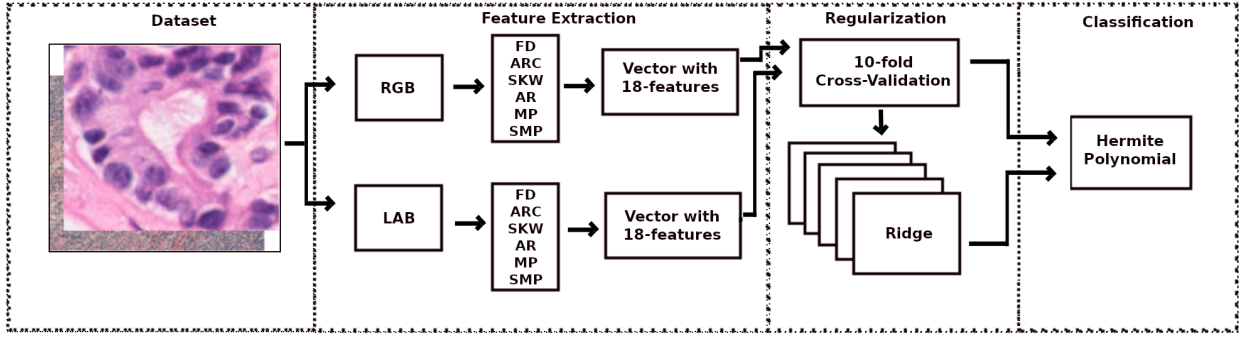 Dataset
Feature Extraction
Regularization
Classification
RGB
FD
ARC
SKW
AR
MP
SMP
Vector with
18-features
LAB
FD
ARC
SKW
AR
MP
SMP
Vector with
18-features
10-fold
Cross-Validation
Ridge
Hermite
Polynomial